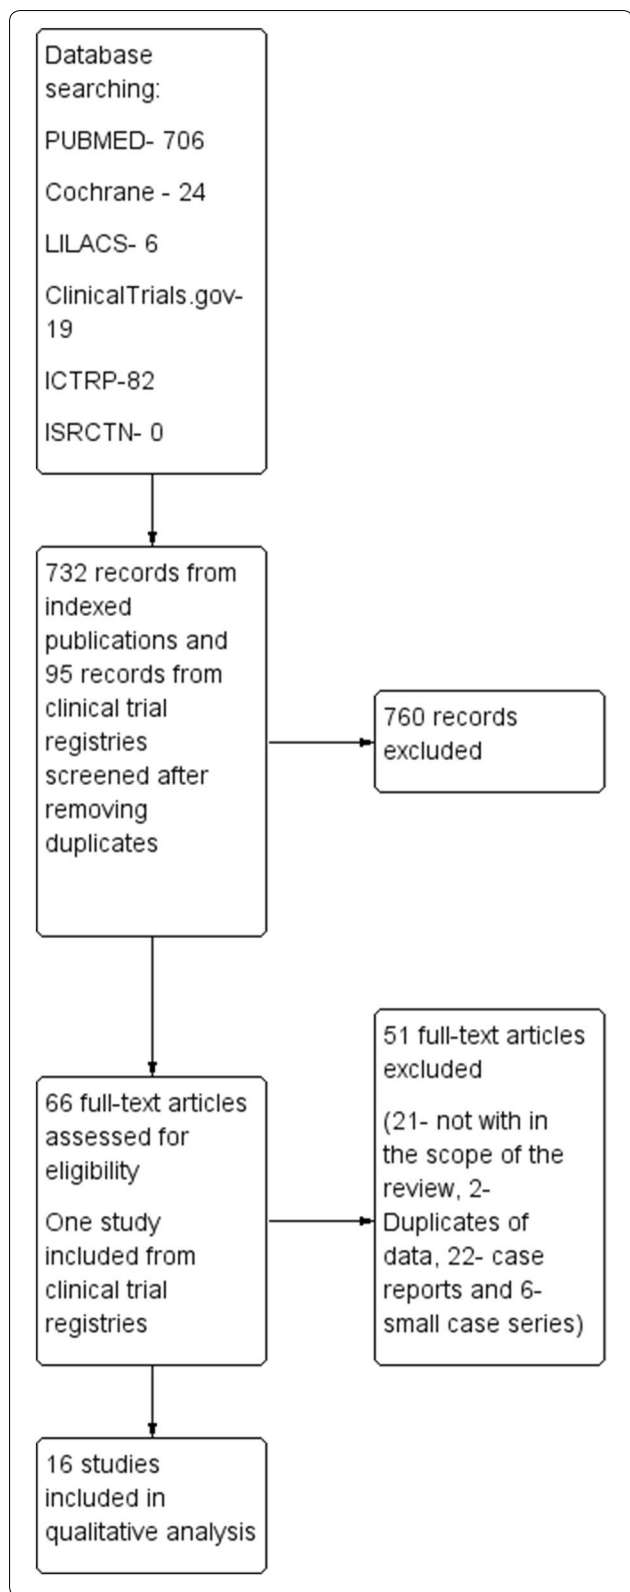 Database
searching:
PUBMED- 706
Cochrane - 24
LILACS- 6
ClinicalTrials.gov-
19
ICTRP-82
ISRCTN- 0
732 records from
indexed
publications and
95 records from
clinical trial
registries
screened after
removing
duplicates
760 records
excluded
66 full-text articles
assessed for
eligibility
One study
included from
clinical trial
registries
51 full-text articles
excluded
(21- not with in
the scope of the
review, 2-
Duplicates of
data, 22- case
reports and 6-
small case series)
16 studies
included in
qualitative analysis